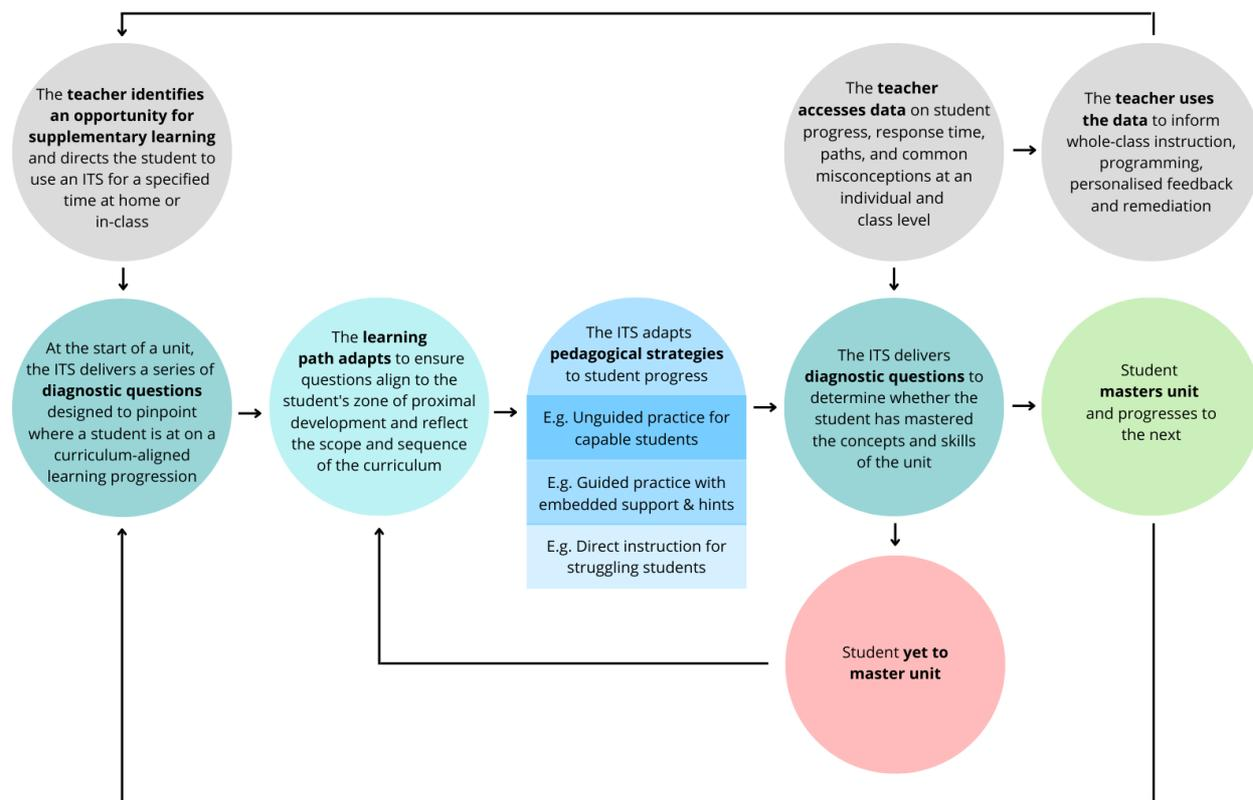 The teacher identifies
an opportunity for
supplementary learning
and directs the student to
use an ITS for a specified
time at home or
in-class
The teacher
accesses data on student
progress, response time,
paths, and common
misconceptions at an
individual and
class level
The teacher uses
the data to inform
whole-class instruction,
programming,
personalised feedback
and remediation
At the start of a unit,
the ITS delivers a series of
diagnostic questions
designed to pinpoint
where a student is at on a
curriculum-aligned
learning progression
The learning
path adapts to ensure
questions align to the
student's zone of proximal
development and reflect
the scope and sequence
of the curriculum
The ITS adapts
pedagogical strategies
to student progress
E.g. Unguided practice for
capable students
E.g. Guided practice with
embedded support & hints
E.g. Direct instruction for
struggling students
The ITS delivers
diagnostic questions to
determine whether the
student has mastered
the concepts and skills
of the unit
Student
masters unit
and progresses to
the next
Student yet to
master unit